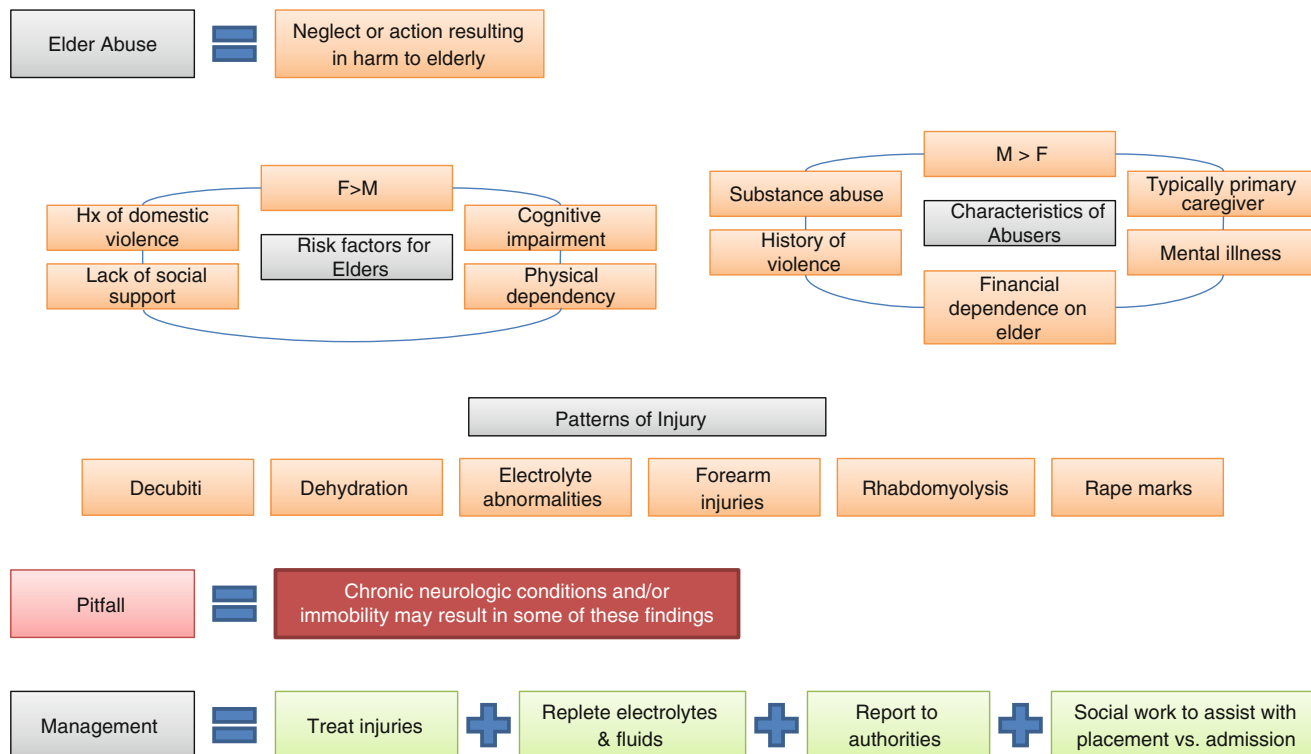 Elder Abuse
Neglect or action resulting
in harm to elderly
F>M
Hx of domestic
violence
Cognitive
impairment
Risk factors for
Elders
Lack of social
support
Physical
dependency
M > F
Substance abuse
Typically primary
caregiver
Characteristics of
Abusers
History of
violence
Mental illness
Financial
dependence on
elder
Patterns of Injury
Decubiti
Dehydration
Electrolyte
abnormalities
Forearm
injuries
Rhabdomyolysis
Rape marks
Pitfall
Chronic neurologic conditions and/or
immobility may result in some of these findings
Management
Treat injuries
Replete electrolytes
& fluids
Report to
authorities
Social work to assist with
placement vs. admission